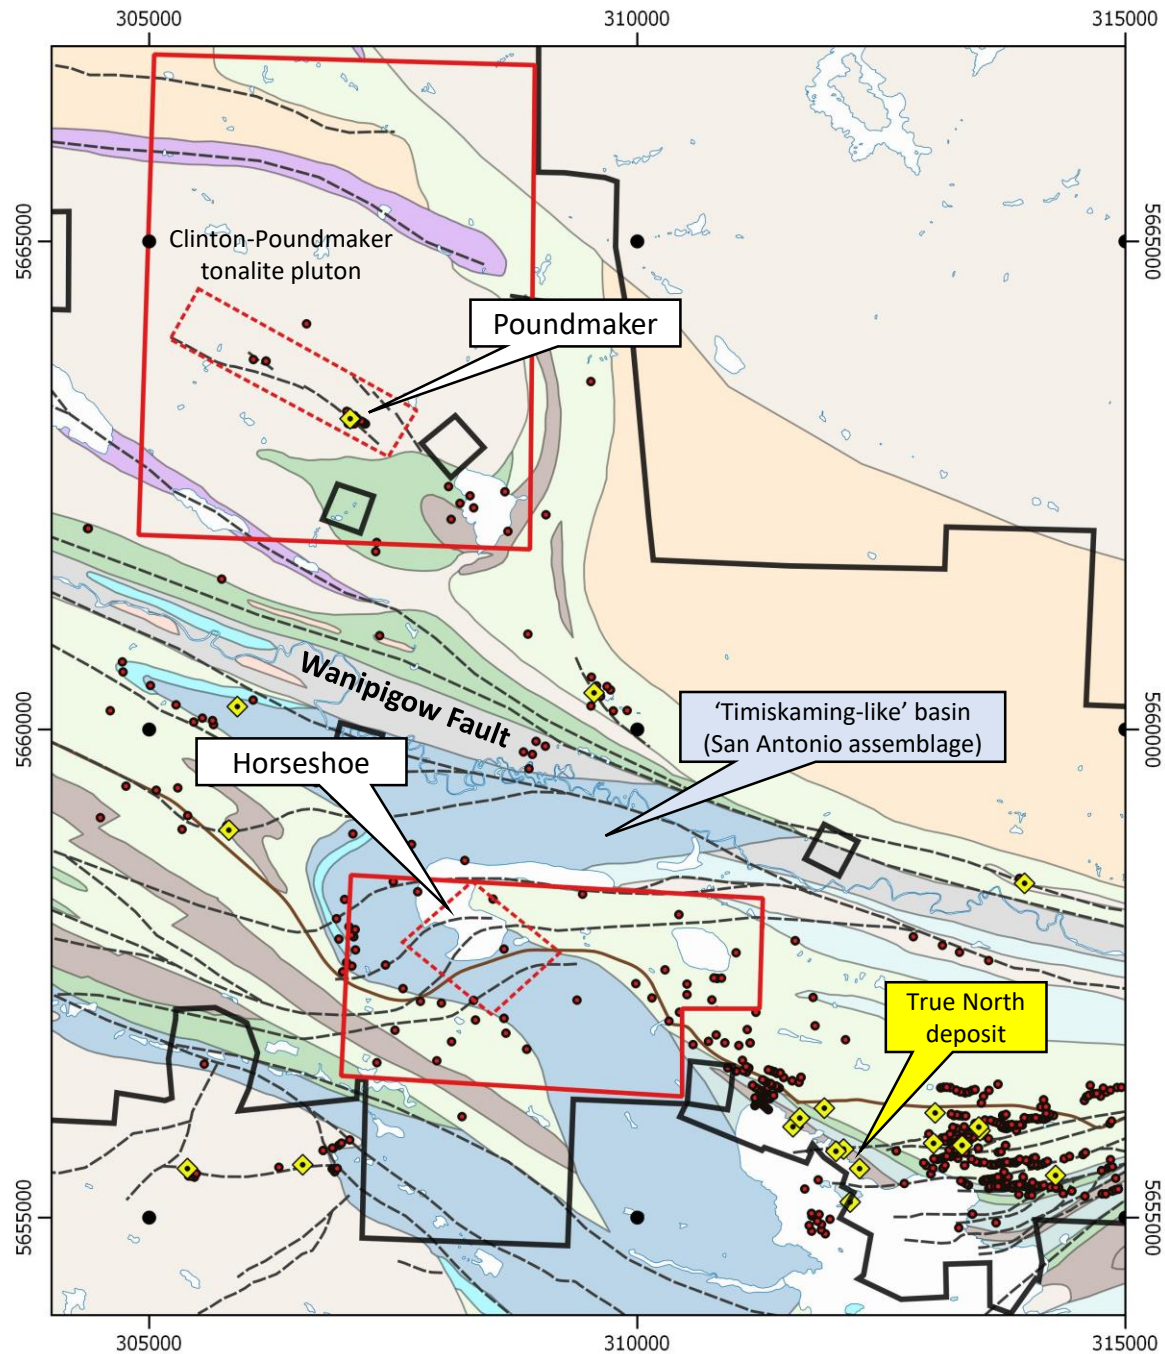 305000
310000
315000
5665000
5665000
Clinton-Poundmaker
tonalite pluton
Poundmaker
Wanipigow Fault
'Timiskaming-like' basin
(San Antonio assemblage)
5660000
5660000
Horseshoe
True North
deposit
5655000
5655000
305000
310000
315000